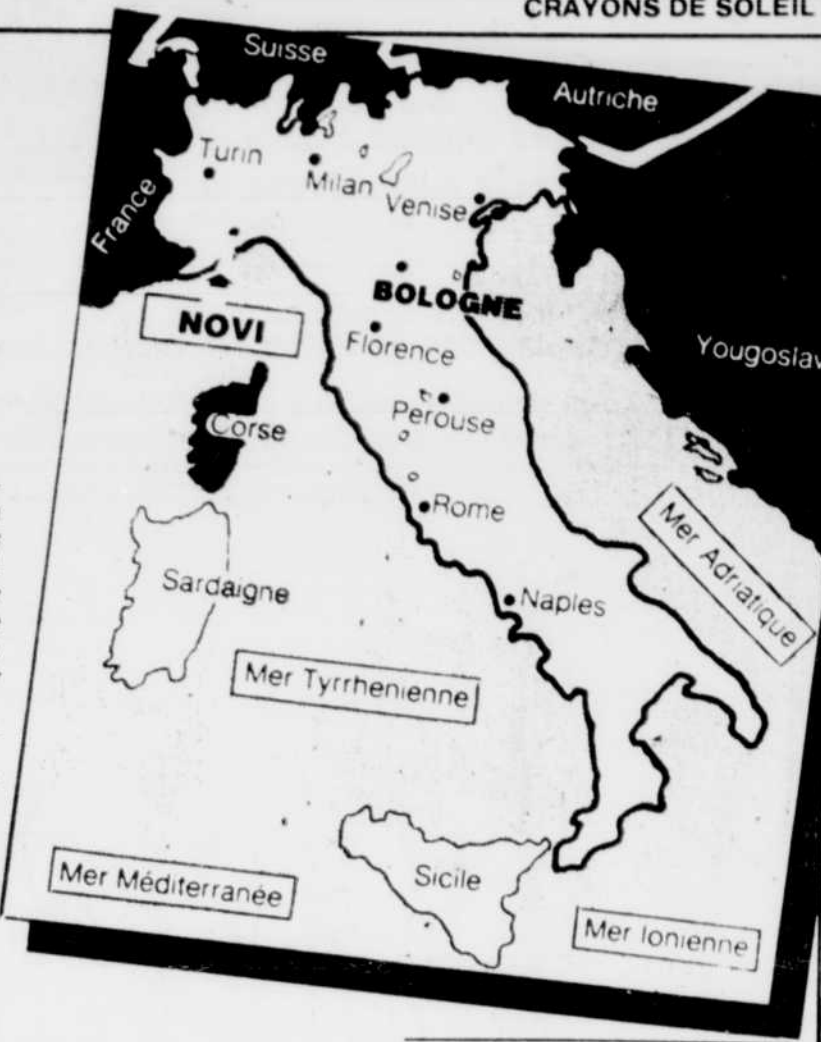 CRAYONS DE SOLEIL
Suisse
Autriche
Turin
Milan
Venise
France
BOLOGNE
NOVI
Florence
Yougoslav
Perouse
Corse
Rome
Mer Adriatique
Sardaigne
Naples
Mer Tyrrhenienne
Mer Méditerranée
Sicile
Mer Ionienne